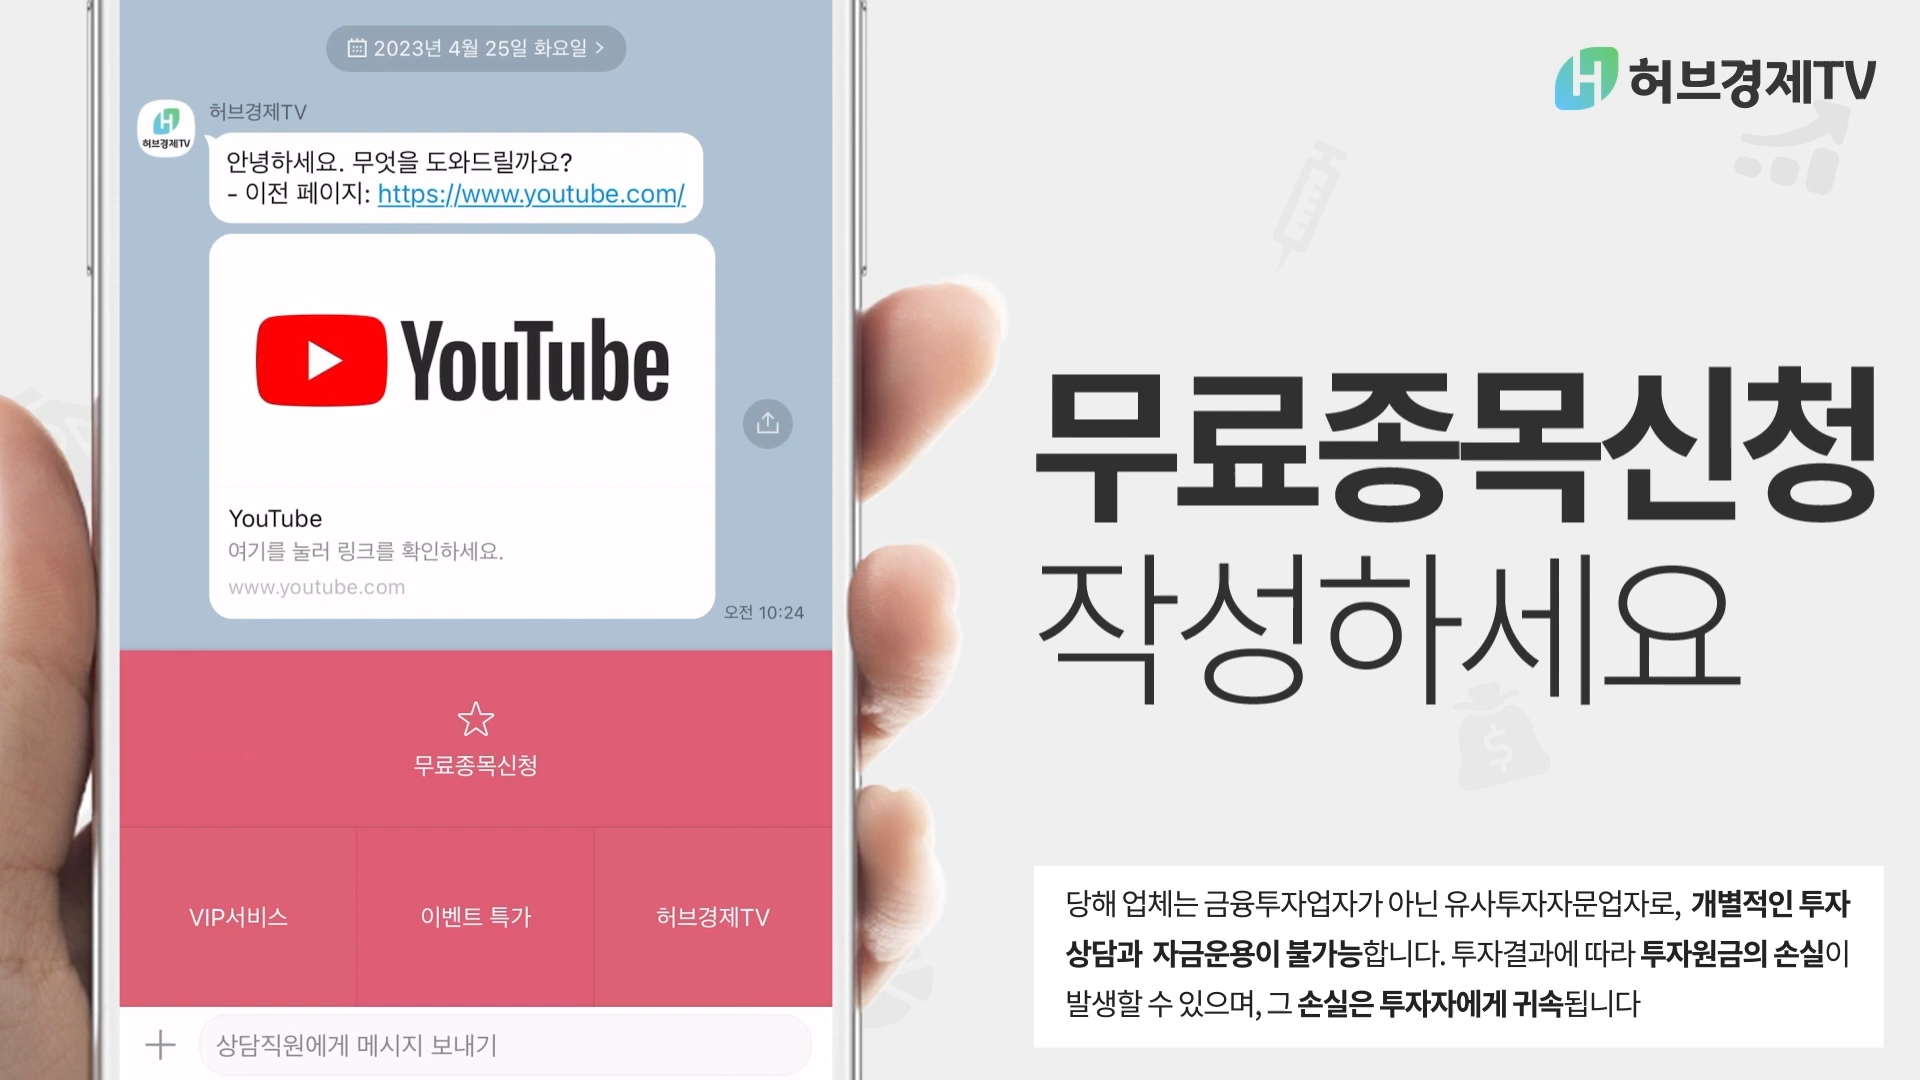 2023년 4월 25일 화요일 >
허브경제TV
허브경제TV
안녕하세요. 무엇을 도와드릴까요?
- 이전 페이지: https://www.youtube.com/
YouTube
YouTube
여기를 눌러 링크를 확인하세요.
www.youtube.com
오전 10:24
무료종목신청
VIP서비스
이벤트 특가
허브경제TV
상담직원에게 메시지 보내기
허브경제TV
무료종목신청
작성하세요
당해 업체는 금융투자업자가 아닌 유사투자자문업자로, 개별적인 투자
상담과 자금운용이 불가능합니다. 투자결과에 따라 투자원금의 손실이
발생할 수 있으며, 그 손실은 투자자에게 귀속됩니다